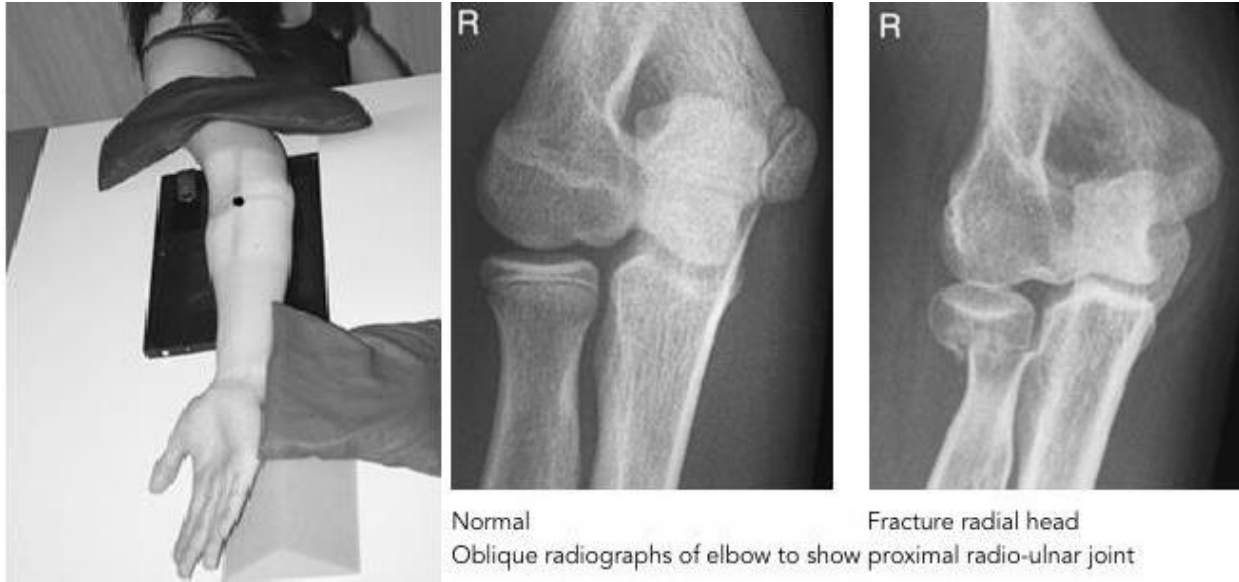 R
R
Normal
Fracture radial head
Oblique radiographs of elbow to show proximal radio-ulnar joint